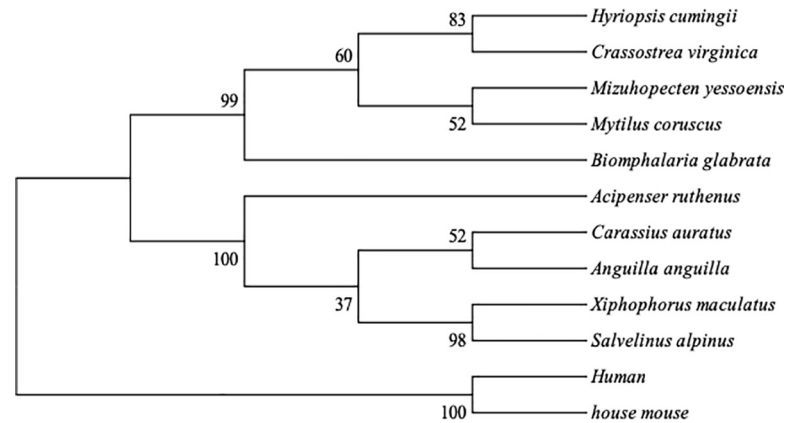 83
Hyriopsis cumingii
Crassostrea virginica
60
Mizuhopecten yessoensis
52
Mytilus coruscus
99
Biomphalaria glabrata
Acipenser ruthenus
52
Carassius auratus
100
Anguilla anguilla
37
Xiphophorus maculatus
98
Salvelinus alpinus
Human
100
house mouse